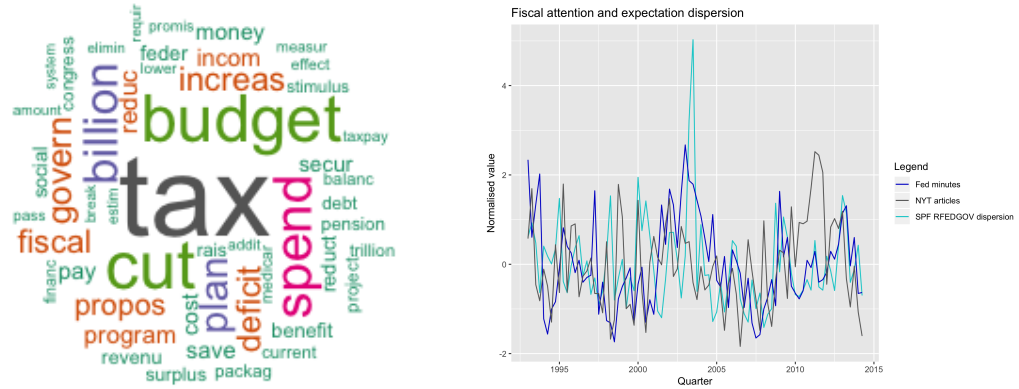 requir
promis
money
elimin
feder
measur
system
congress
lower
incom
effect
reduc
increas
stimulus
amount
billion
budget
govern
taxpay
social
tax
secur
break
estim
spend
balanc
debt
pass
pension
fiscal
cut
rais
addit
reduct
trillion
financ
pay
plan
deficit
medicar
project
propos
cost
program
benefit
revenu
save
current
surplus
packag
Fiscal attention and expectation dispersion
Normalised value
4
2
0
-2
1995
2000
2005
2010
2015
Quarter
Legend
Fed minutes
NYT articles
SPF RFEDGOV dispersion